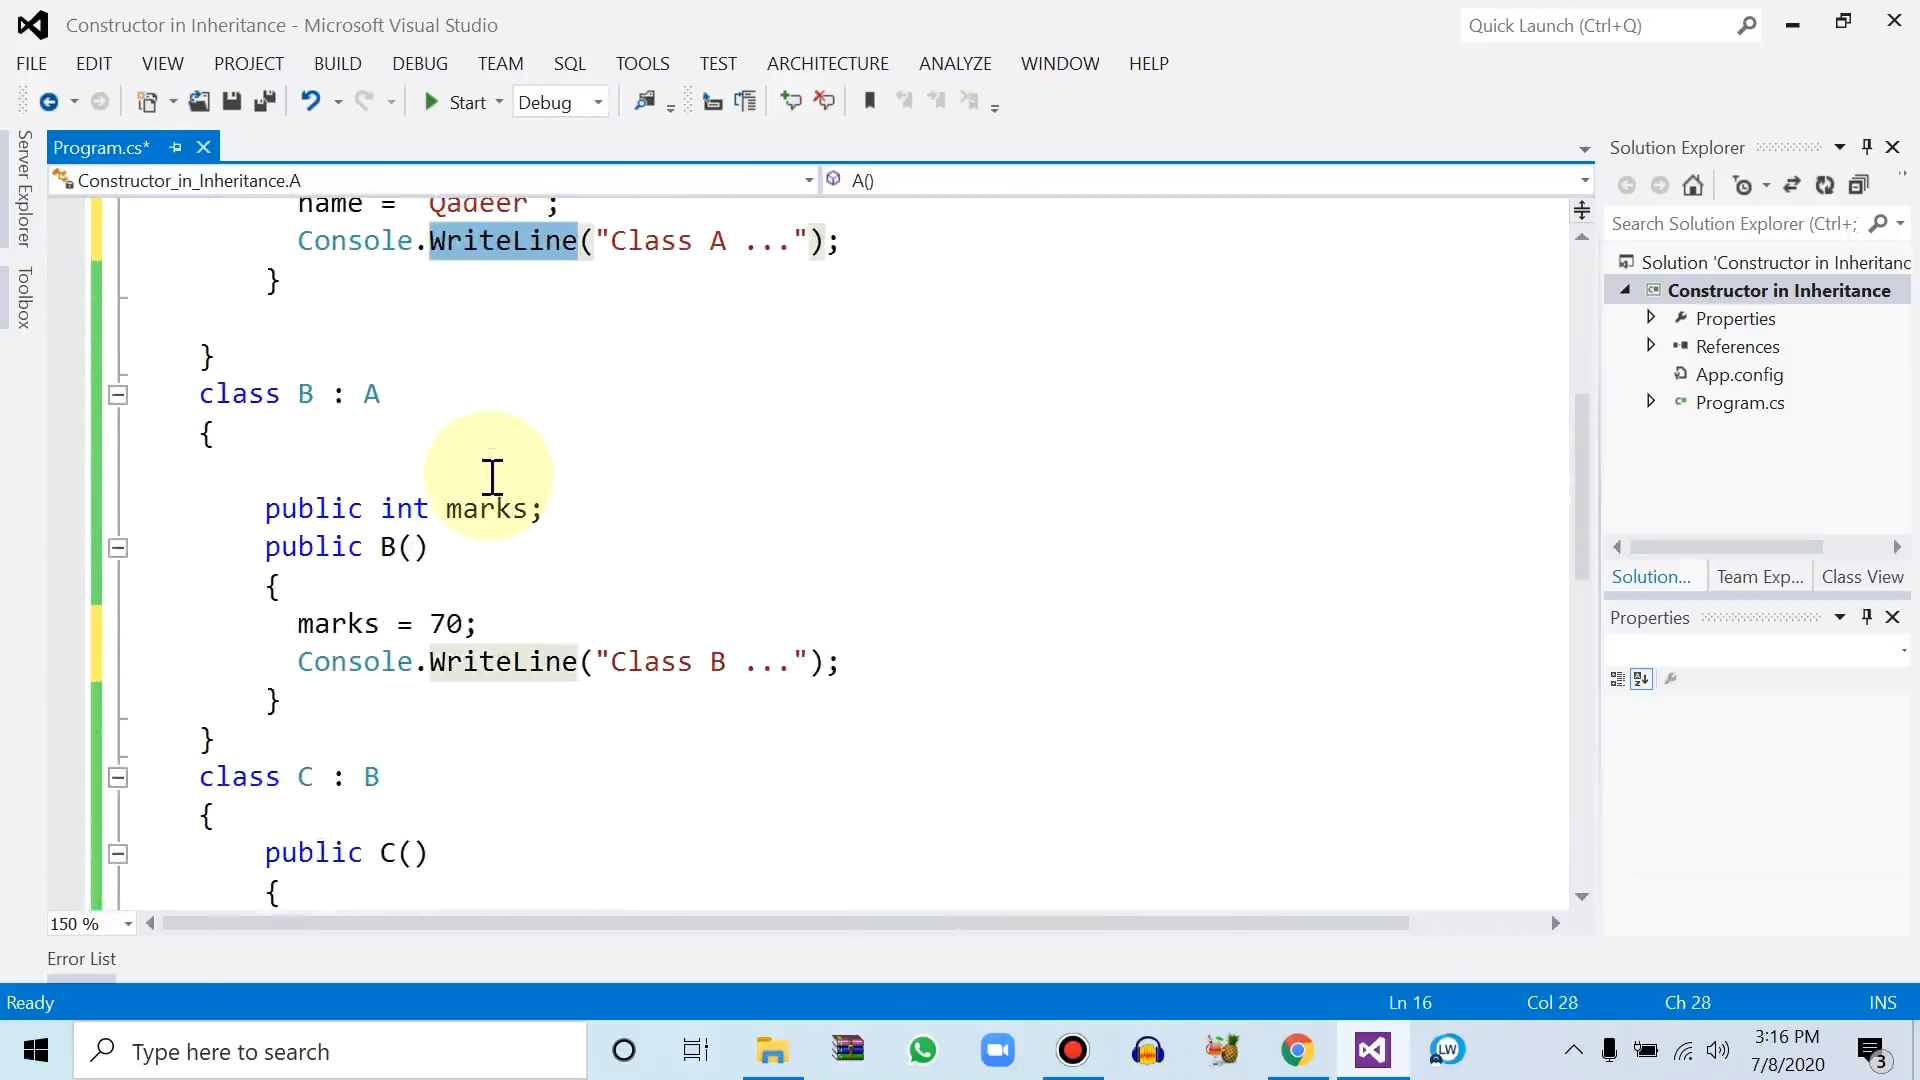 Constructor in Inheritance - Microsoft Visual Studio
Quick Launch (Ctrl+Q)
FILE EDIT VIEW PROJECT BUILD DEBUG TEAM SQL TOOLS TEST ARCHITECTURE ANALYZE WINDOW HELP
Start Debug
Server Explorer
Toolbox
Program.cs*
Constructor_in_Inheritance.A
A()
name = "Qadeer";
Console.WriteLine("Class A ...");
}
}
class B : A
{
public int marks;
public B()
{
marks = 70;
Console.WriteLine("Class B ...");
}
}
class C : B
{
public C()
{
150 %
Error List
Solution Explorer
Search Solution Explorer (Ctrl+;
Solution 'Constructor in Inheritanc
Constructor in Inheritance
Properties
References
App.config
Program.cs
Solution... Team Exp... Class View
Properties
Ready
Ln 16 Col 28 Ch 28 INS
Type here to search
LW
3:16 PM
7/8/2020
3